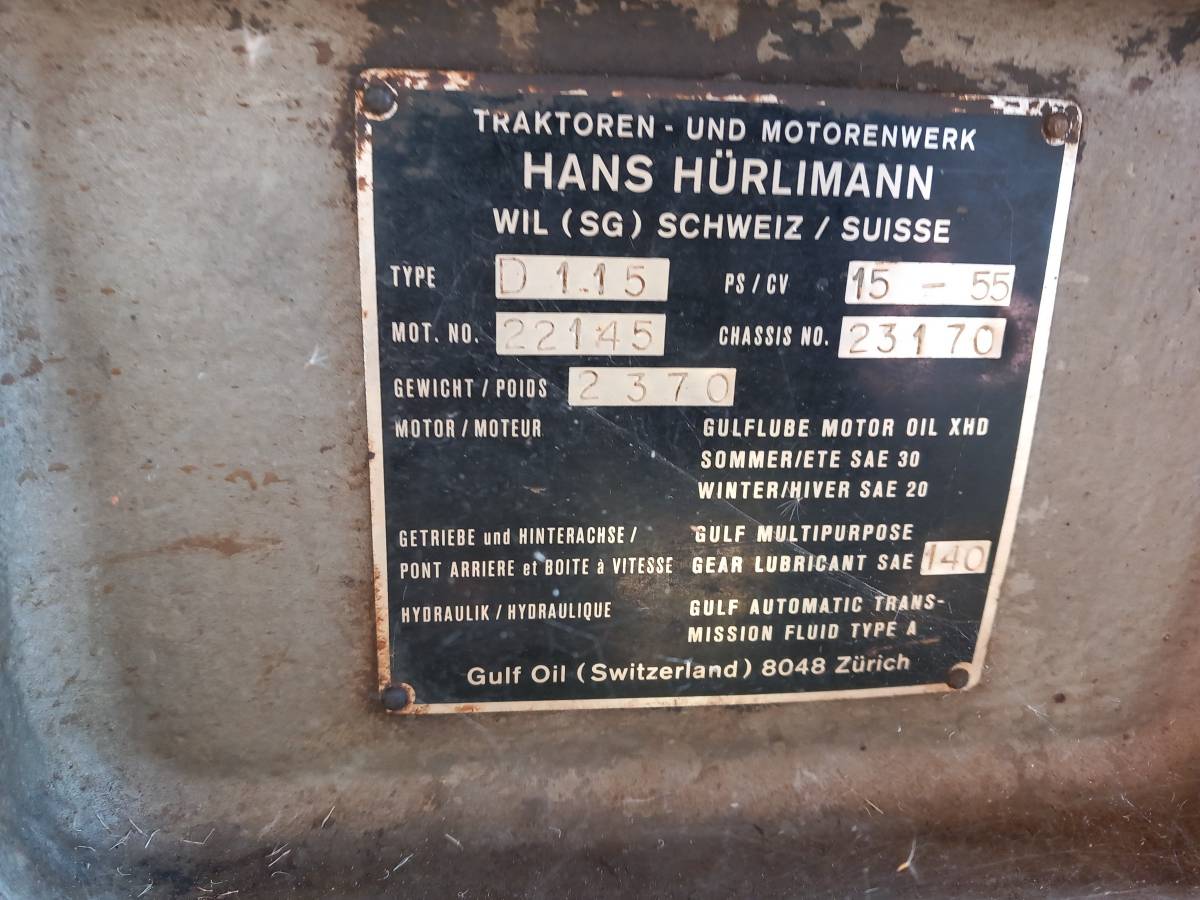 TRAKTOREN - UND MOTORENWERK
HANS HÜRLIMANN
WIL (SG) SCHWEIZ / SUISSE
TYPE D 115 PS/CV 15 - 55
MOT. NO. 22145 CHASSIS NO. 23170
GEWICHT / POIDS 2370
MOTOR / MOTEUR GULFLUBE MOTOR OIL XHD
SOMMER/ETE SAE 30
WINTER/HIVER SAE 20
GETRIEBE und HINTERACHSE / GULF MULTIPURPOSE
PONT ARRIERE et BOITE à VITESSE GEAR LUBRICANT SAE 140
HYDRAULIK / HYDRAULIQUE GULF AUTOMATIC TRANS-
MISSION FLUID TYPE A
Gulf Oil (Switzerland) 8048 Zürich